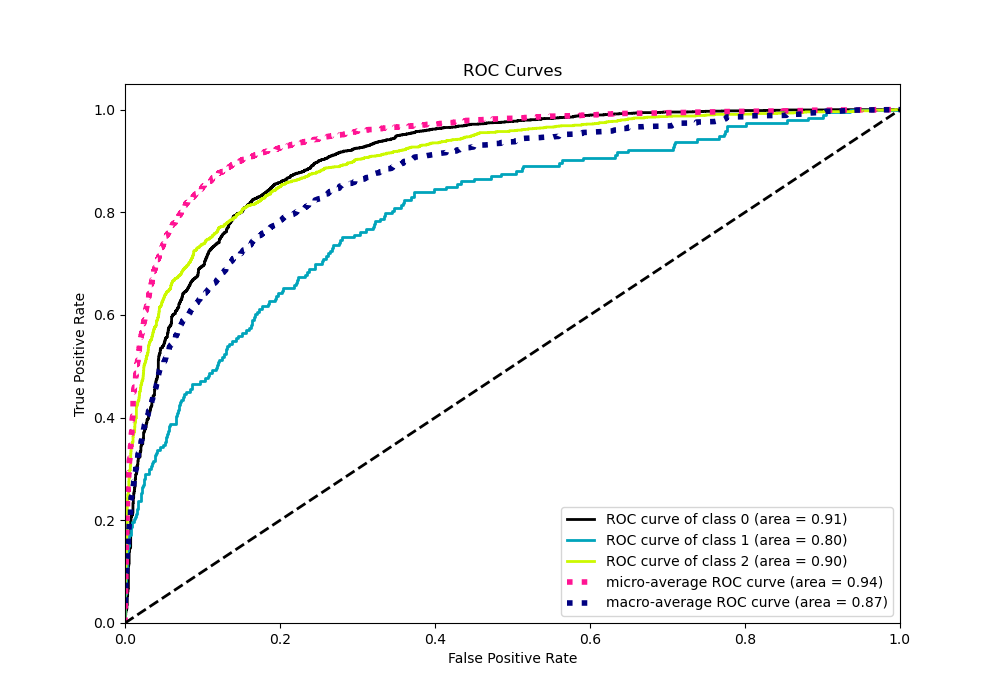 ROC Curves
True Positive Rate
1.0
0.8
0.6
0.4
0.2
0.0
0.0 0.2 0.4 0.6 0.8 1.0
False Positive Rate
ROC curve of class 0 (area = 0.91)
ROC curve of class 1 (area = 0.80)
ROC curve of class 2 (area = 0.90)
micro-average ROC curve (area = 0.94)
macro-average ROC curve (area = 0.87)